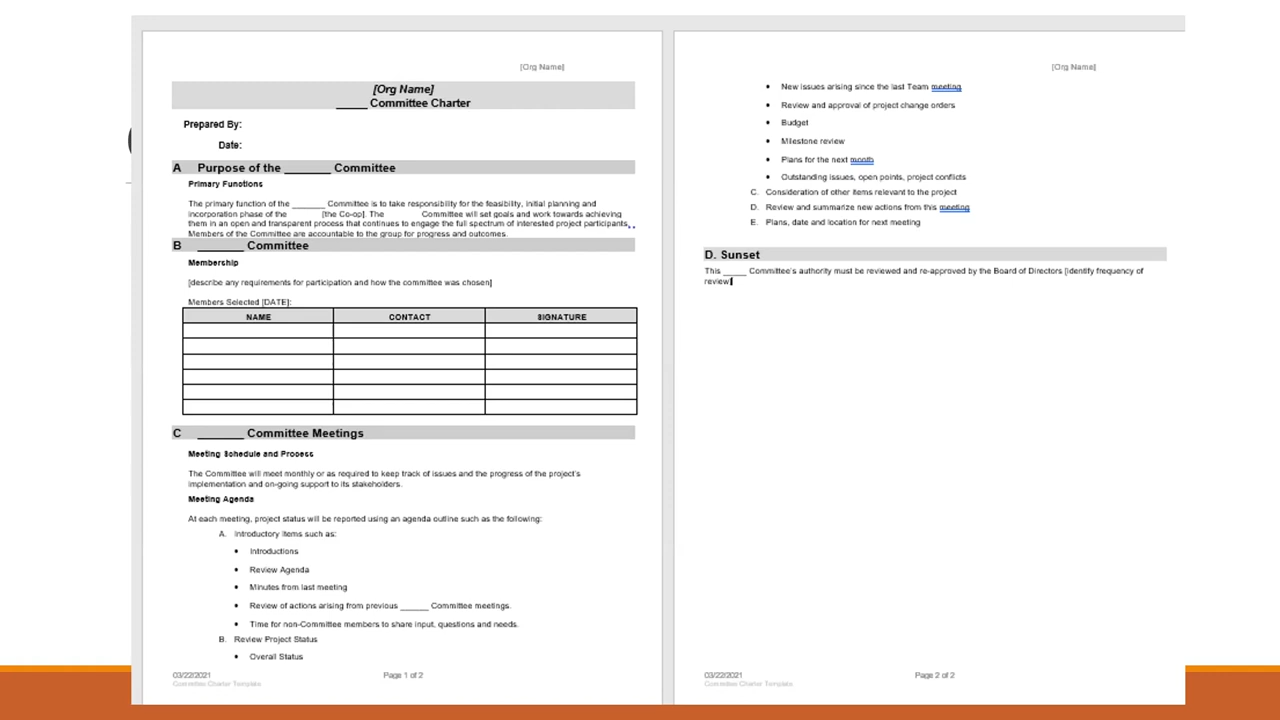 [Org Name]
[Org Name]
_____ Committee Charter
Prepared By:
Date:
A Purpose of the _______ Committee
Primary Functions
The primary function of the _______ Committee is to take responsibility for the feasibility, initial planning and
incorporation phase of the [the Co-op]. The Committee will set goals and work towards achieving
them in an open and transparent process that continues to engage the full spectrum of interested project participants.
Members of the Committee are accountable to the group for progress and outcomes.
B _______ Committee
Membership
[describe any requirements for participation and how the committee was chosen]
Members Selected [DATE]:
NAME CONTACT SIGNATURE
C _______ Committee Meetings
Meeting Schedule and Process
The Committee will meet monthly or as required to keep track of issues and the progress of the project's
implementation and on-going support to its stakeholders.
Meeting Agenda
At each meeting, project status will be reported using an agenda outline such as the following:
A. Introductory items such as:
• Introductions
• Review Agenda
• Minutes from last meeting
• Review of actions arising from previous ______ Committee meetings.
• Time for non-Committee members to share input, questions and needs.
B. Review Project Status
• Overall Status
03/22/2021 Page 1 of 2
Committee Charter Template
[Org Name]
• New issues arising since the last Team meeting
• Review and approval of project change orders
• Budget
• Milestone review
• Plans for the next month
• Outstanding issues, open points, project conflicts
C. Consideration of other items relevant to the project
D. Review and summarize new actions from this meeting
E. Plans, date and location for next meeting
D. Sunset
This _____ Committee's authority must be reviewed and re-approved by the Board of Directors [identify frequency of
review]
03/22/2021 Page 2 of 2
Committee Charter Template